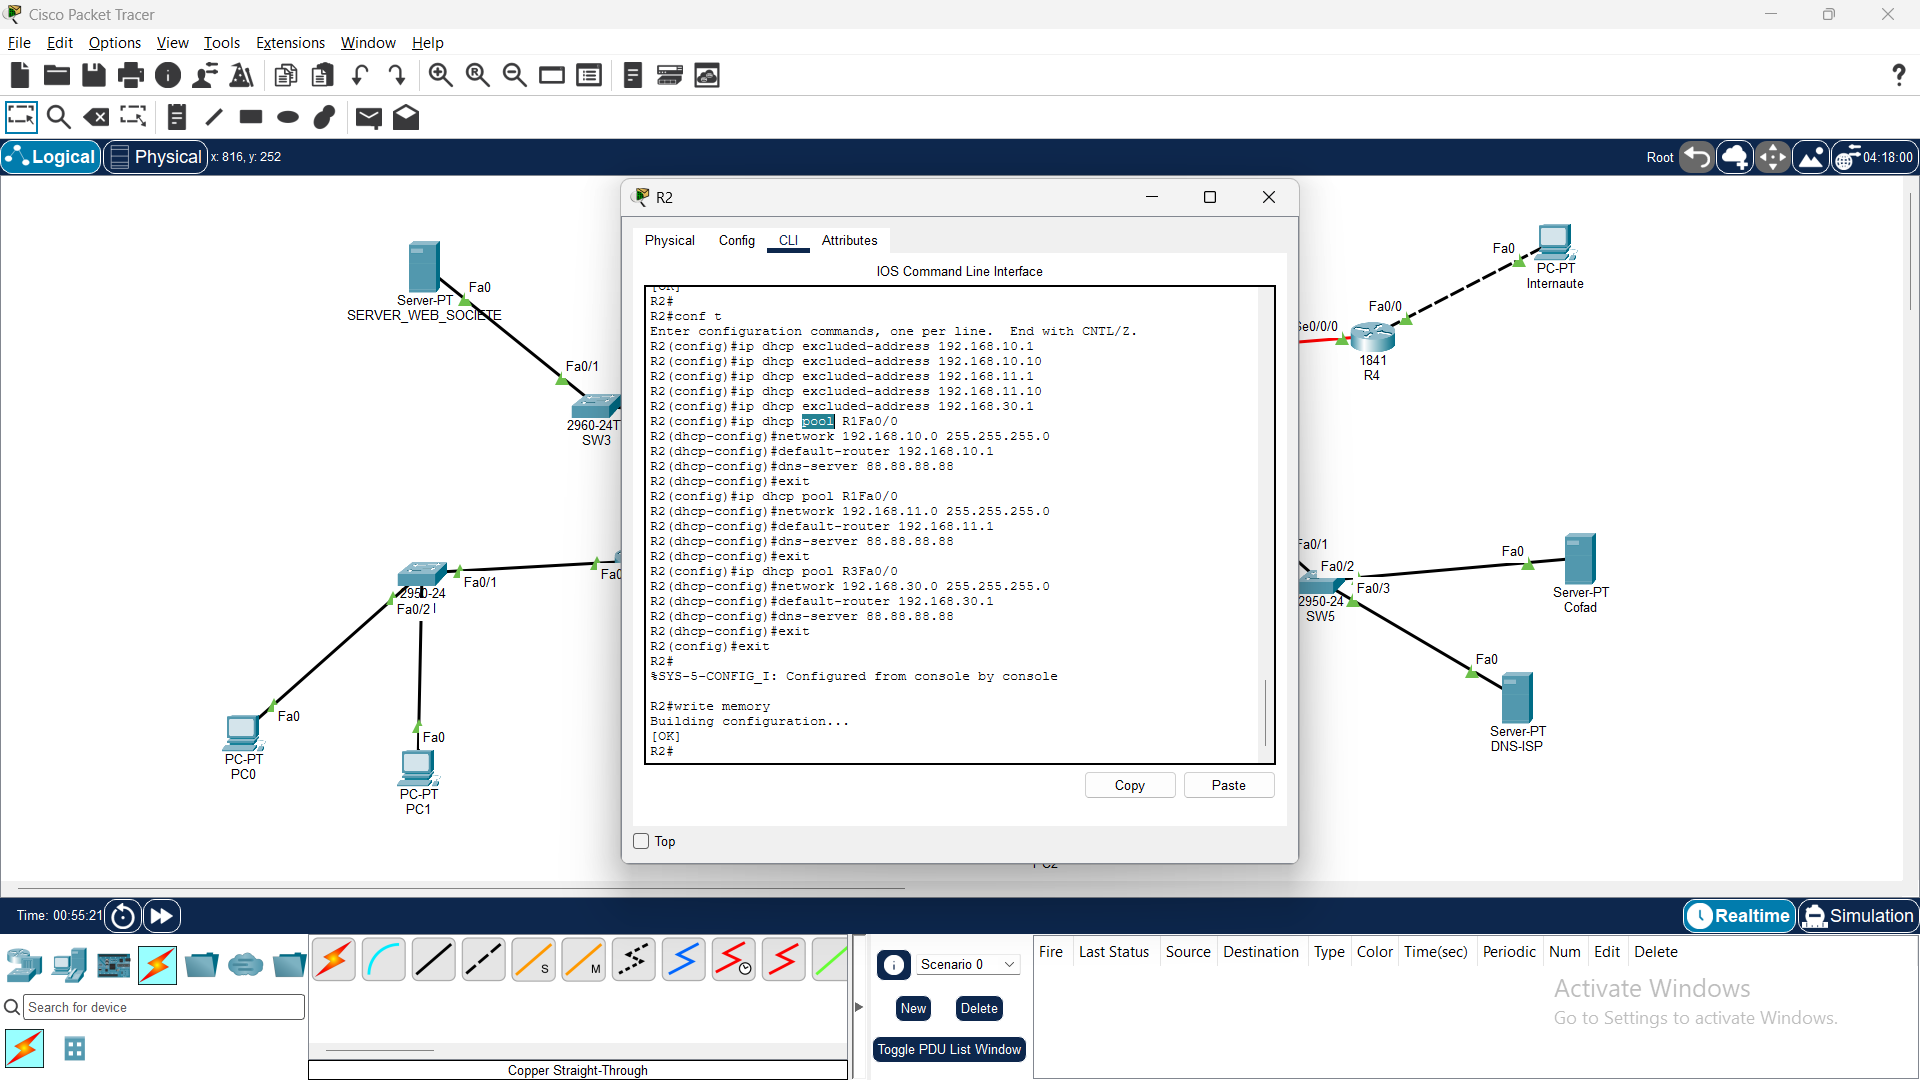 Cisco Packet Tracer
File Edit Options View Tools Extensions Window Help
Logical Physical x: 816, y: 252 Root 04:18:00
R2
Physical Config CLI Attributes
IOS Command Line Interface
[OK]
R2#
R2#conf t
Enter configuration commands, one per line. End with CNTL/Z.
R2(config)#ip dhcp excluded-address 192.168.10.1
R2(config)#ip dhcp excluded-address 192.168.10.10
R2(config)#ip dhcp excluded-address 192.168.11.1
R2(config)#ip dhcp excluded-address 192.168.11.10
R2(config)#ip dhcp excluded-address 192.168.30.1
R2(config)#ip dhcp pool R1Fa0/0
R2(dhcp-config)#network 192.168.10.0 255.255.255.0
R2(dhcp-config)#default-router 192.168.10.1
R2(dhcp-config)#dns-server 88.88.88.88
R2(dhcp-config)#exit
R2(config)#ip dhcp pool R1Fa0/0
R2(dhcp-config)#network 192.168.11.0 255.255.255.0
R2(dhcp-config)#default-router 192.168.11.1
R2(dhcp-config)#dns-server 88.88.88.88
R2(dhcp-config)#exit
R2(config)#ip dhcp pool R3Fa0/0
R2(dhcp-config)#network 192.168.30.0 255.255.255.0
R2(dhcp-config)#default-router 192.168.30.1
R2(dhcp-config)#dns-server 88.88.88.88
R2(dhcp-config)#exit
R2(config)#exit
R2#
%SYS-5-CONFIG_I: Configured from console by console
R2#write memory
Building configuration...
[OK]
R2#
Copy Paste
Top
Fa0
Server-PT
SERVER_WEB_SOCIETE
Fa0/1
2960-24T
SW3
Fa0/1
2950-24
Fa0/2
Fa0
PC-PT
PC0
Fa0
PC-PT
PC1
Fa0
PC-PT
Internaute
Fa0/0
Se0/0/0
1841
R4
Fa0/1
Fa0/2
Fa0/3
2950-24
SW5
Fa0
Server-PT
Cofad
Fa0
Server-PT
DNS-ISP
PC2
Time: 00:55:21 Realtime Simulation
Search for device
S
M
Copper Straight-Through
Scenario 0
New Delete
Toggle PDU List Window
Fire Last Status Source Destination Type Color Time(sec) Periodic Num Edit Delete
Activate Windows
Go to Settings to activate Windows.